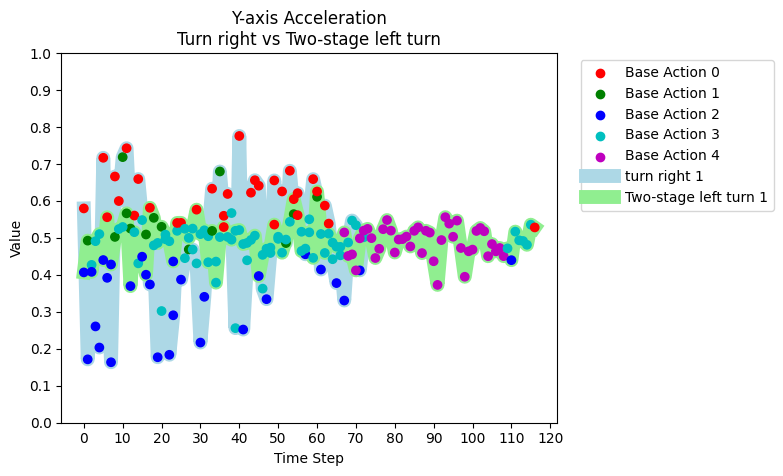 Y-axis Acceleration
Turn right vs Two-stage left turn
1.0
0.9
0.8
0.7
0.6
0.5
0.4
0.3
0.2
0.1
0.0
Value
0 10 20 30 40 50 60 70 80 90 100 110 120
Time Step
Base Action 0
Base Action 1
Base Action 2
Base Action 3
Base Action 4
turn right 1
Two-stage left turn 1